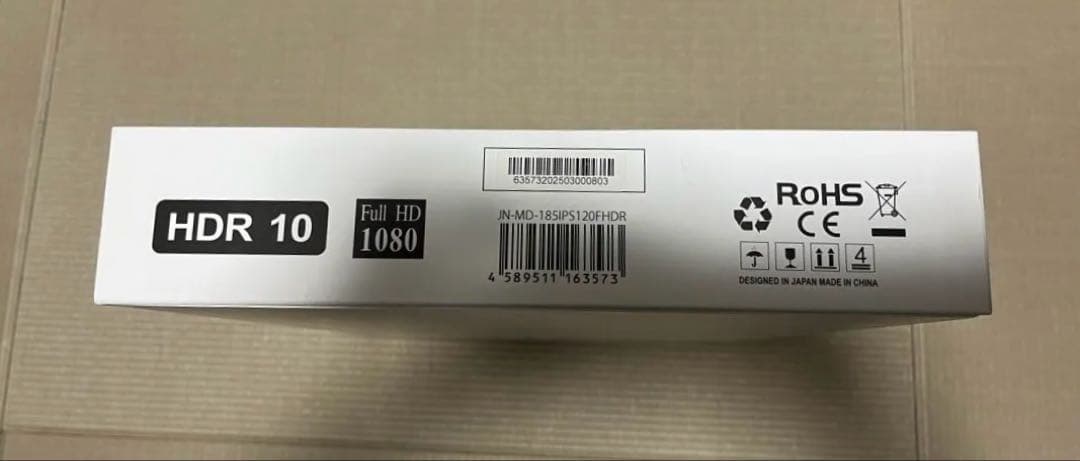 HDR 10
Full HD
1080
63573202503000803
JN-MD-185IPS120FHDR
4 589511 163573
RoHS
CE
4
DESIGNED IN JAPAN MADE IN CHINA